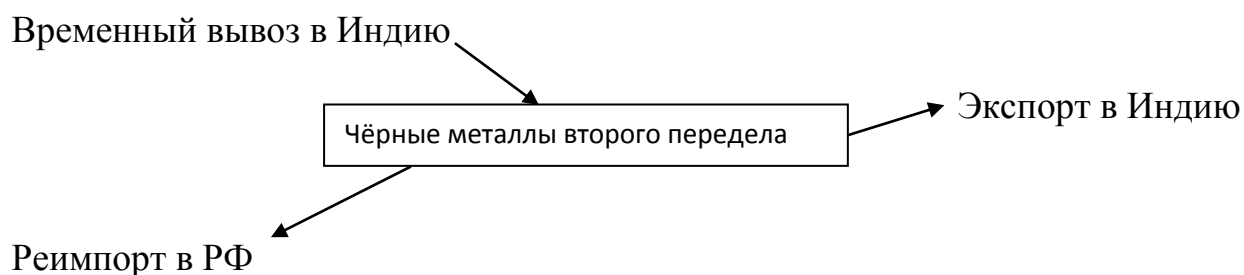 Временный вывоз в Индию
Экспорт в Индию
Чёрные металлы второго передела
Реимпорт в РФ